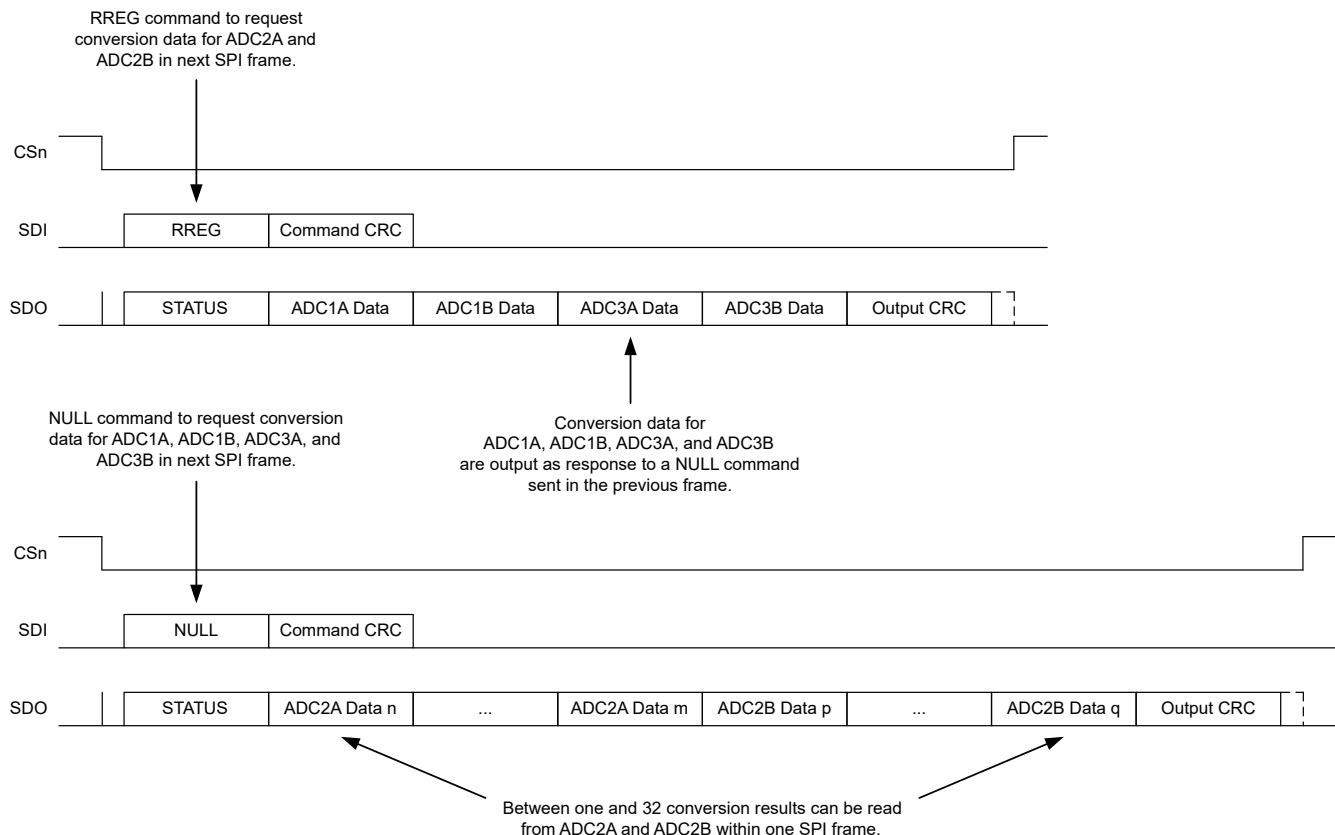 RREG command to request
conversion data for ADC2A and
ADC2B in next SPI frame.
CSn
SDI RREG Command CRC
SDO STATUS ADC1A Data ADC1B Data ADC3A Data ADC3B Data Output CRC
NULL command to request conversion
data for ADC1A, ADC1B, ADC3A, and
ADC3B in next SPI frame.
Conversion data for
ADC1A, ADC1B, ADC3A, and ADC3B
are output as response to a NULL command
sent in the previous frame.
CSn
SDI NULL Command CRC
SDO STATUS ADC2A Data n ... ADC2A Data m ADC2B Data p ... ADC2B Data q Output CRC
Between one and 32 conversion results can be read
from ADC2A and ADC2B within one SPI frame.